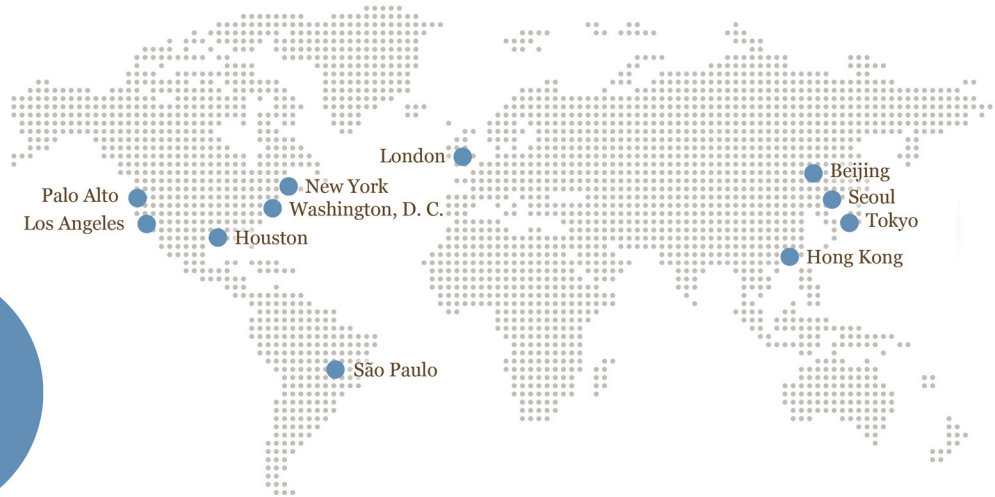 London
Beijing
New York
Palo Alto
Seoul
Washington, D. C.
Los Angeles
Tokyo
Houston
Hong Kong
São Paulo